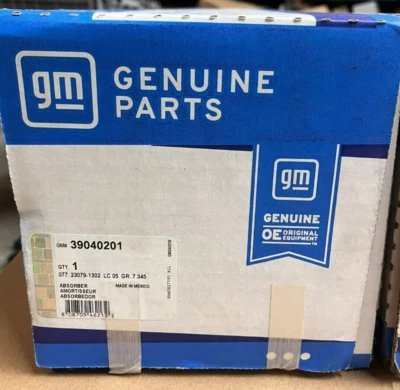 gm
GENUINE
PARTS
gm
GENUINE
OE ORIGINAL
EQUIPMENT™
GM# 39040201
QTY. 1
077 23079-1302 LC 05 GR. 7.345
ABSORBER
AMORTISSEUR
ABSORBEDOR
MADE IN MEXICO